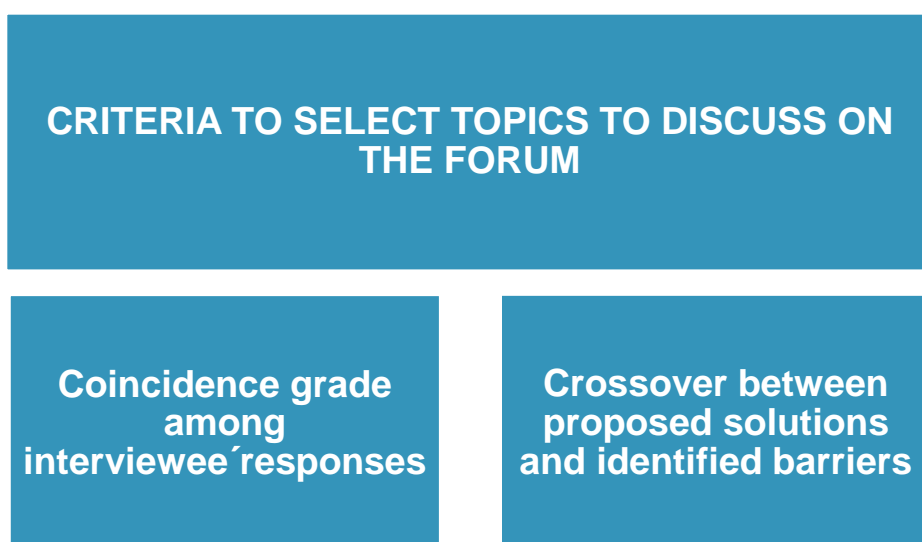 CRITERIA TO SELECT TOPICS TO DISCUSS ON
THE FORUM
Coincidence grade
among
interviewee´responses
Crossover between
proposed solutions
and identified barriers